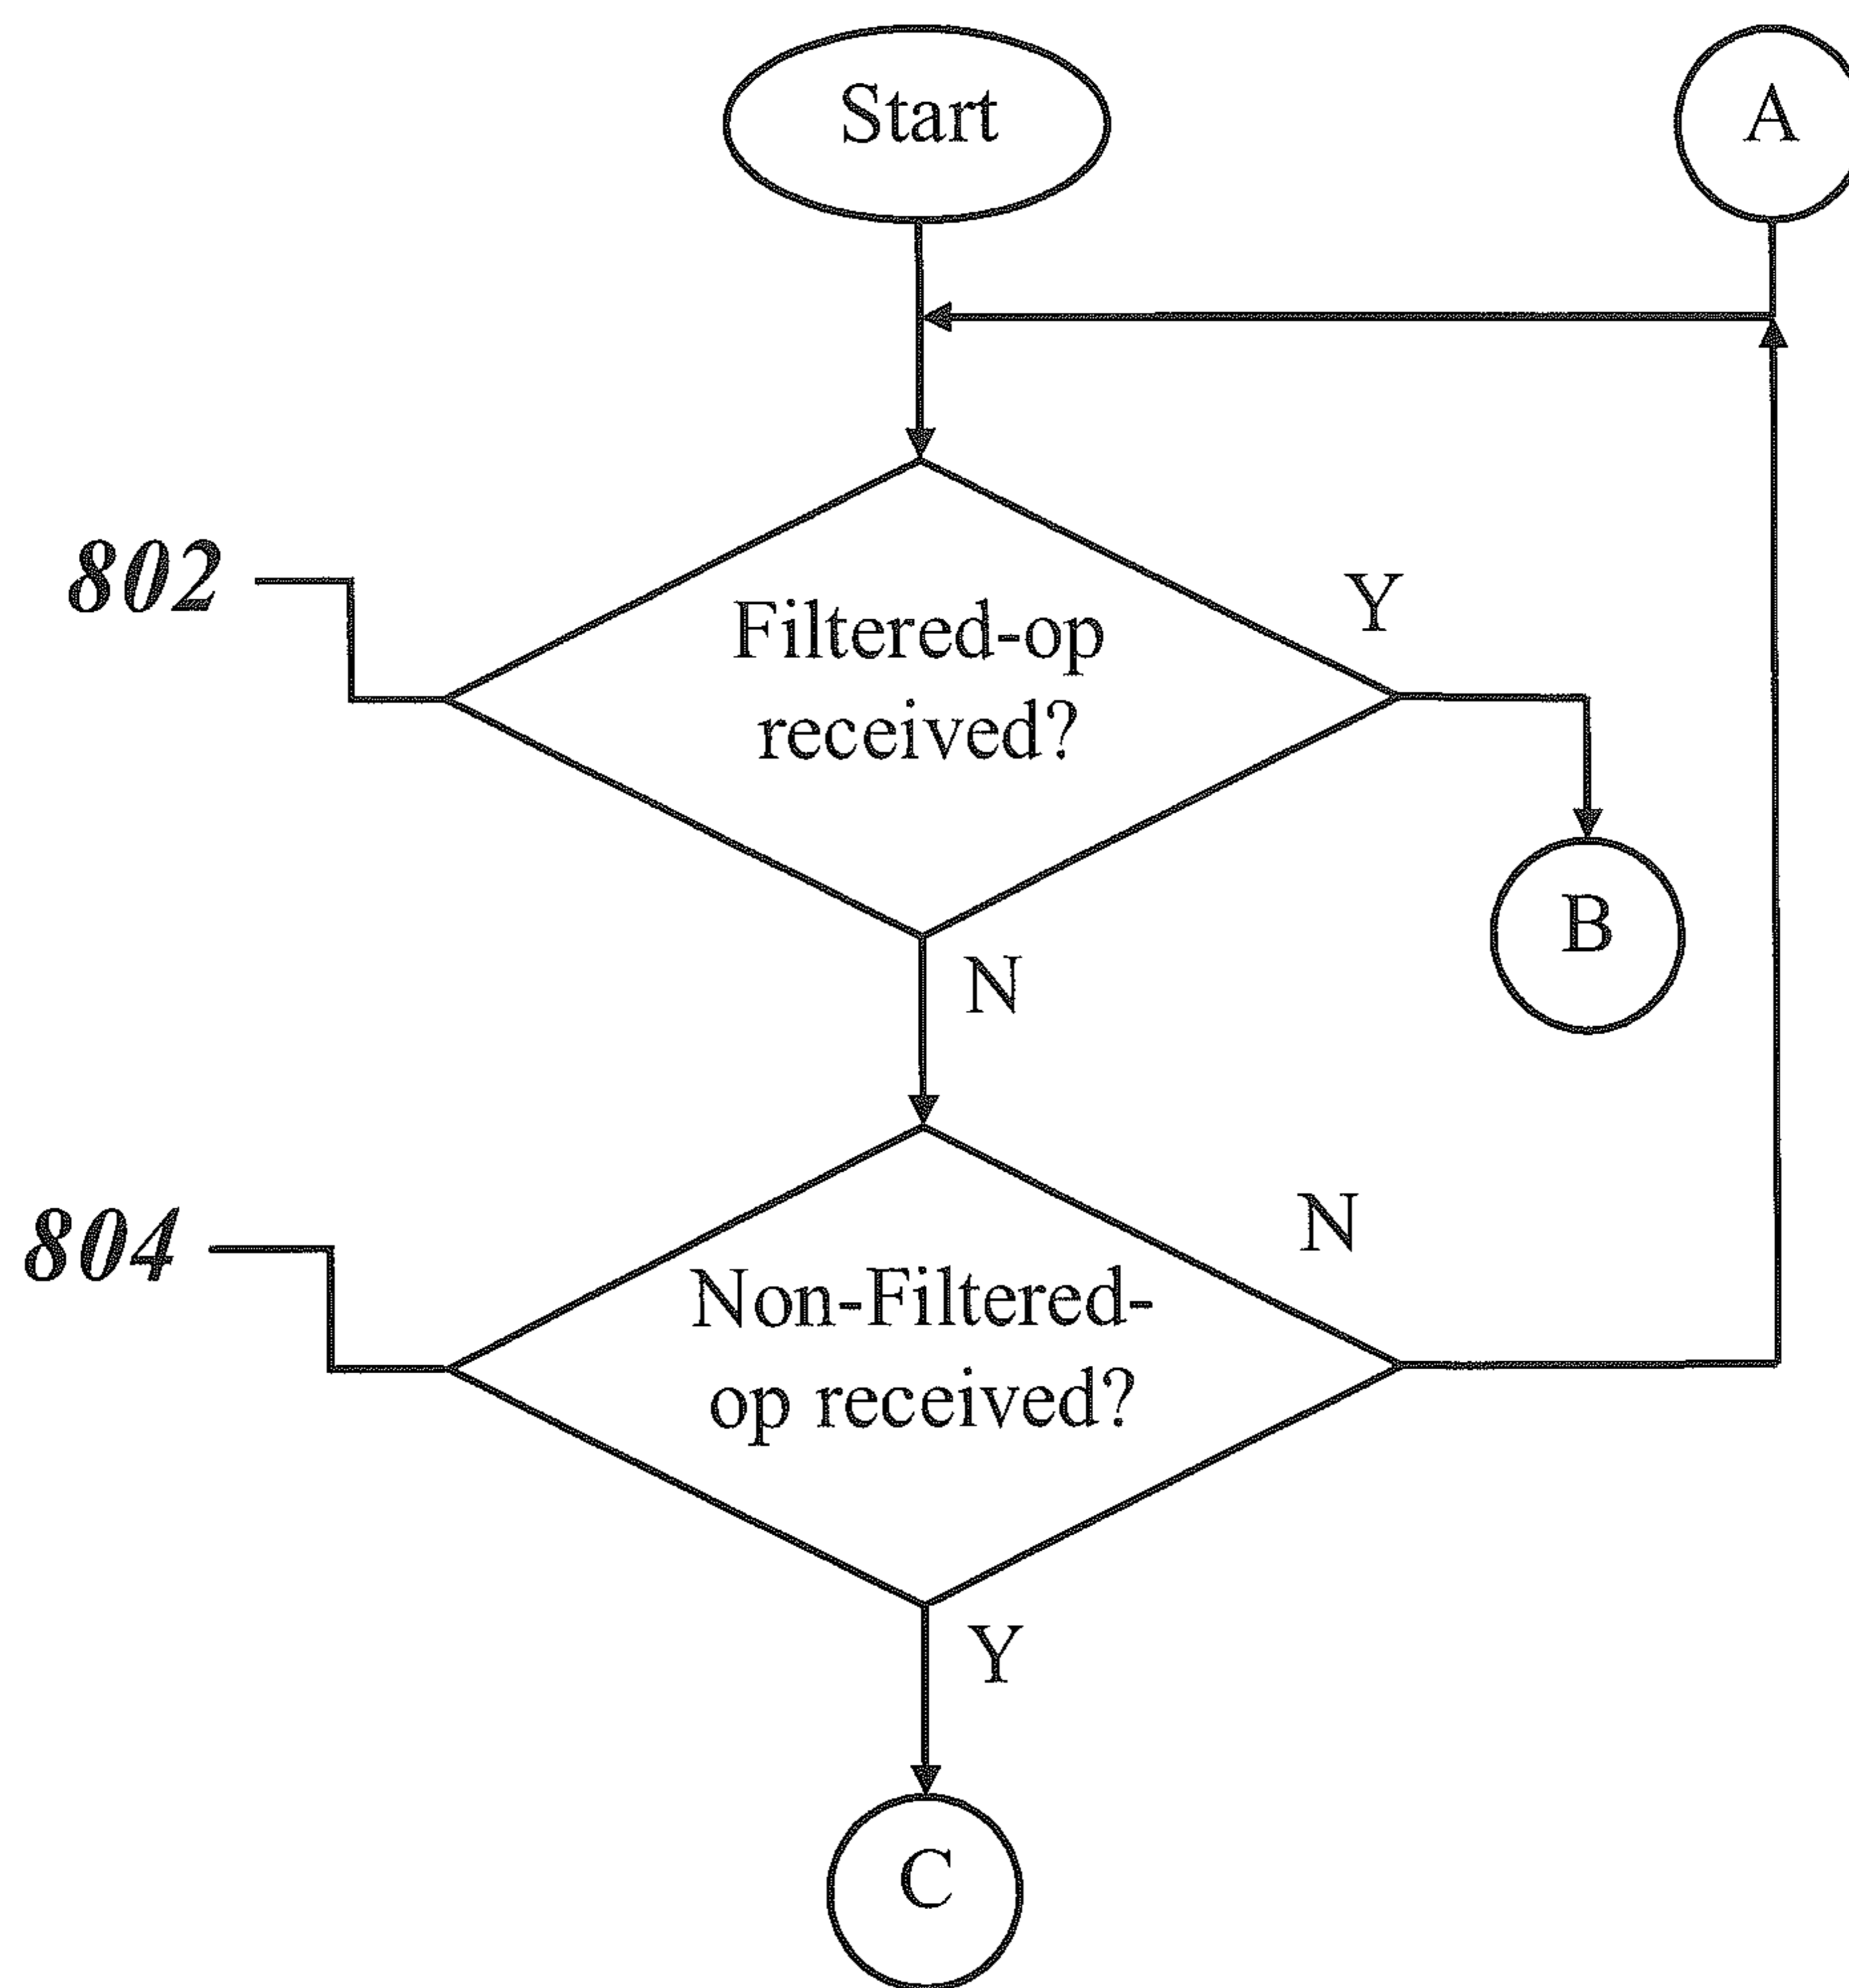 Start
A
802
Filtered-op
received?
Y
B
N
804
Non-Filtered-
op received?
N
Y
C